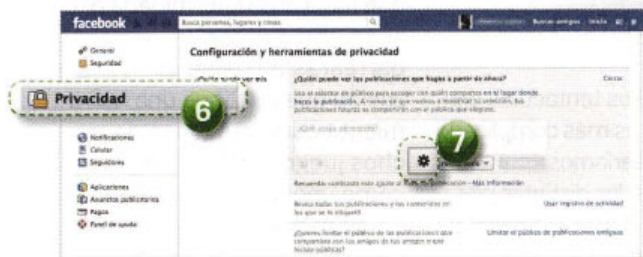 facebook
Busca personas, lugares y cosas
Buscar amigos Inicio
General
Seguridad
Configuración y herramientas de privacidad
¿Quién puede ver mis
¿Quién puede ver las publicaciones que hagas a partir de ahora?
Cerrar
Privacidad
6
Usa el selector de público para escoger con quién compartes en el lugar donde
haces la publicación. A menos que vuelvas a modificar tu selección, tus
publicaciones futuras se compartirán con el público que elegiste.
7
Notificaciones
Celular
Seguidores
Aplicaciones
Anuncios publicitarios
Pagos
Panel de ayuda
Recuerda: cambiaste este ajuste al
publicación - Más información
Revisa todas tus publicaciones y los contenidos en
los que se te etiquetó
Usar registro de actividad
¿Quieres limitar el público de las publicaciones que
compartiste con los amigos de tus amigos o que
hiciste públicas?
Limitar el público de publicaciones antiguas